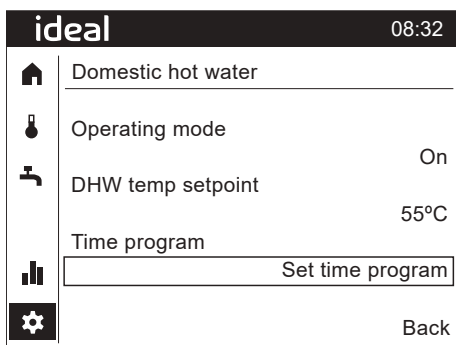 ideal
08:32
Domestic hot water
Operating mode
On
DHW temp setpoint
55ºC
Time program
Set time program
Back